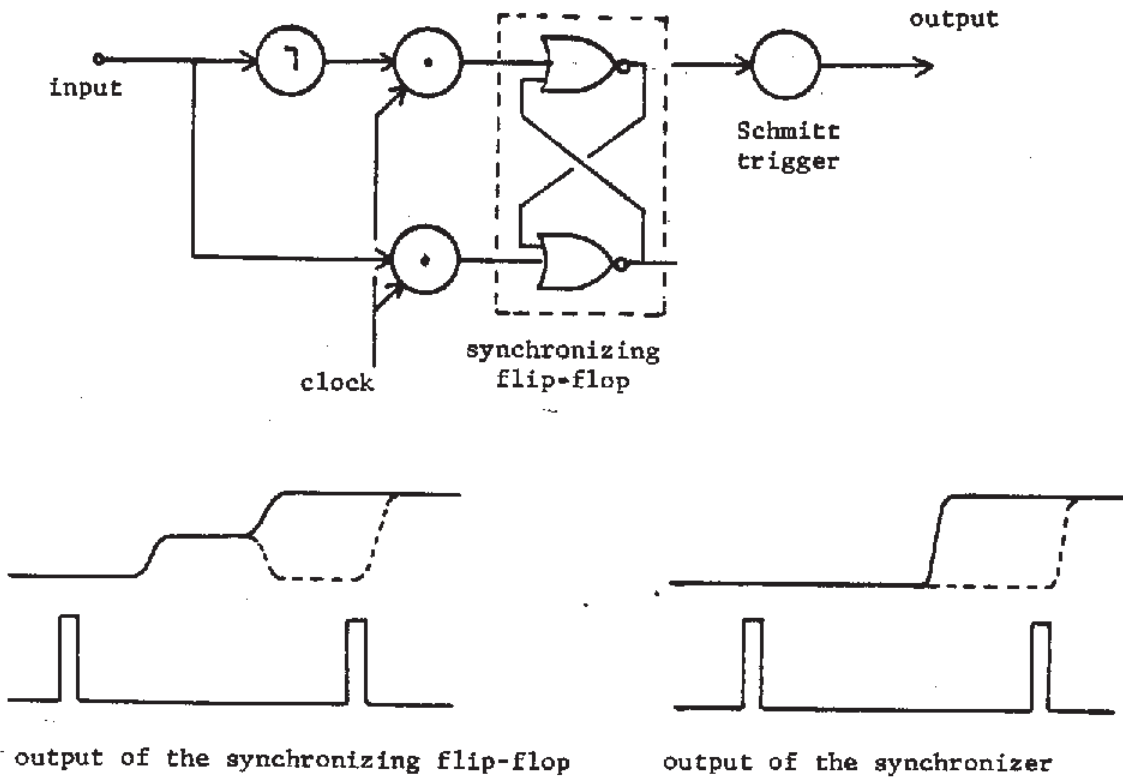 output
input
¬
·
Schmitt
trigger
·
synchronizing
flip-flop
clock
output of the synchronizing flip-flop
output of the synchronizer